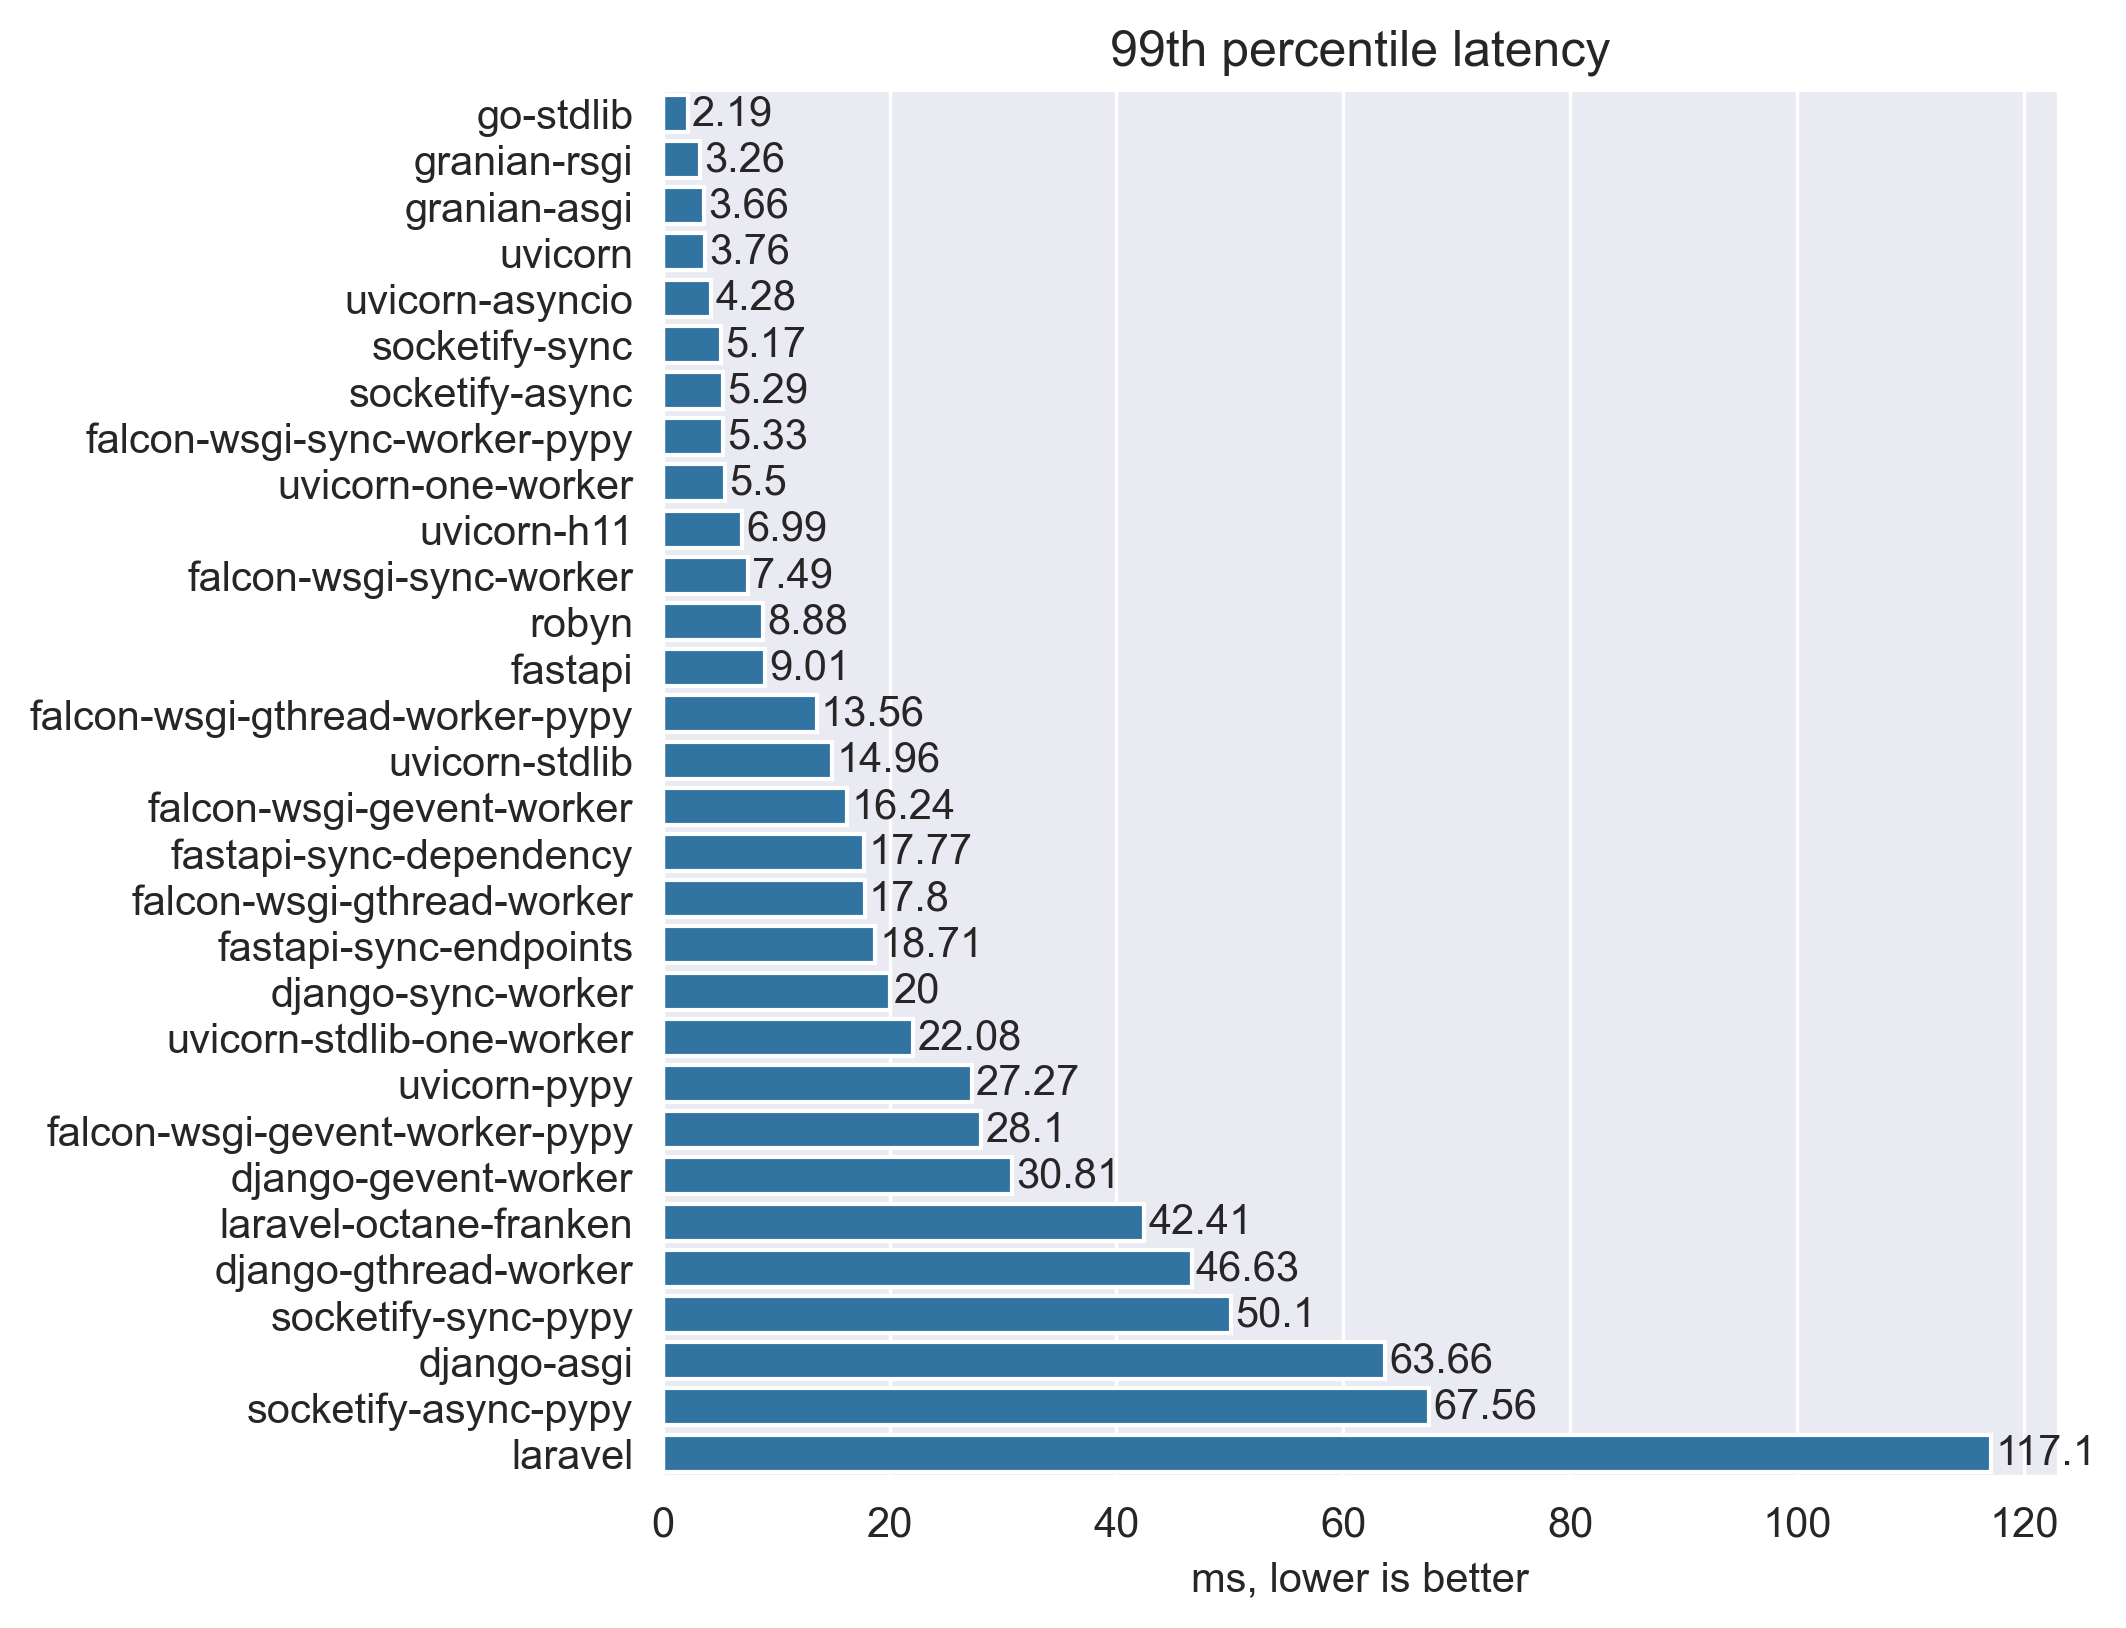 99th percentile latency
go-stdlib 2.19
granian-rsgi 3.26
granian-asgi 3.66
uvicorn 3.76
uvicorn-asyncio 4.28
socketify-sync 5.17
socketify-async 5.29
falcon-wsgi-sync-worker-pypy 5.33
uvicorn-one-worker 5.5
uvicorn-h11 6.99
falcon-wsgi-sync-worker 7.49
robyn 8.88
fastapi 9.01
falcon-wsgi-gthread-worker-pypy 13.56
uvicorn-stdlib 14.96
falcon-wsgi-gevent-worker 16.24
fastapi-sync-dependency 17.77
falcon-wsgi-gthread-worker 17.8
fastapi-sync-endpoints 18.71
django-sync-worker 20
uvicorn-stdlib-one-worker 22.08
uvicorn-pypy 27.27
falcon-wsgi-gevent-worker-pypy 28.1
django-gevent-worker 30.81
laravel-octane-franken 42.41
django-gthread-worker 46.63
socketify-sync-pypy 50.1
django-asgi 63.66
socketify-async-pypy 67.56
laravel 117.1
0 20 40 60 80 100 120
ms, lower is better